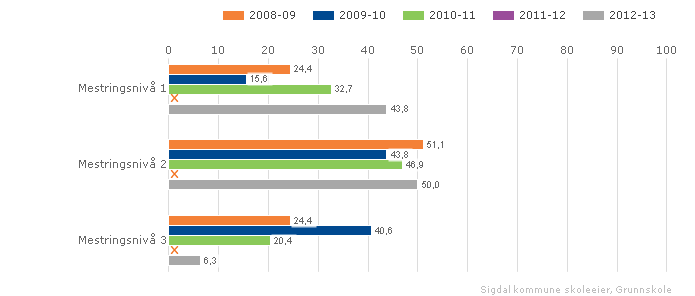 2008-09 2009-10 2010-11 2011-12 2012-13
0 10 20 30 40 50 60 70 80 90 100
24,4
15,6
Mestringsnivå 1
32,7
43,8
51,1
43,8
Mestringsnivå 2
46,9
50,0
24,4
40,6
Mestringsnivå 3
20,4
6,3
Sigdal kommune skoleeier, Grunnskole